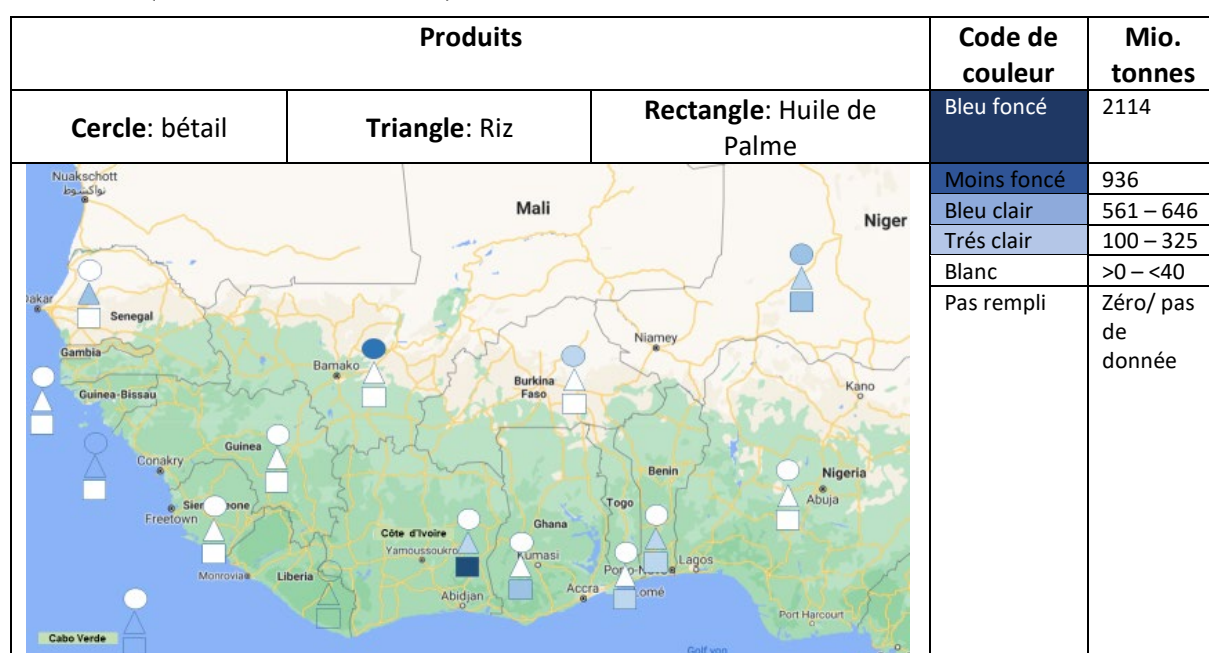 Produits
Code de
couleur
Mio.
tonnes
Cercle: bétail
Triangle: Riz
Rectangle: Huile de
Palme
Bleu foncé
2114
Moins foncé
936
Bleu clair
561 – 646
Trés clair
100 – 325
Blanc
>0 – <40
Pas rempli
Zéro/ pas
de
donnée
Nuakschott
نواكشوط
Mali
Niger
Senegal
Niamey
Gambia
Bamako
Burkina
Faso
Kano
Guinea-Bissau
Guinea
Conakry
Benin
Nigeria
Abuja
Togo
Freetown
Côte d'Ivoire
Ghana
Yamoussoukro
Kumasi
Lagos
Monrovia
Liberia
Abidjan
Accra
Port Harcourt
Cabo Verde
Golf von